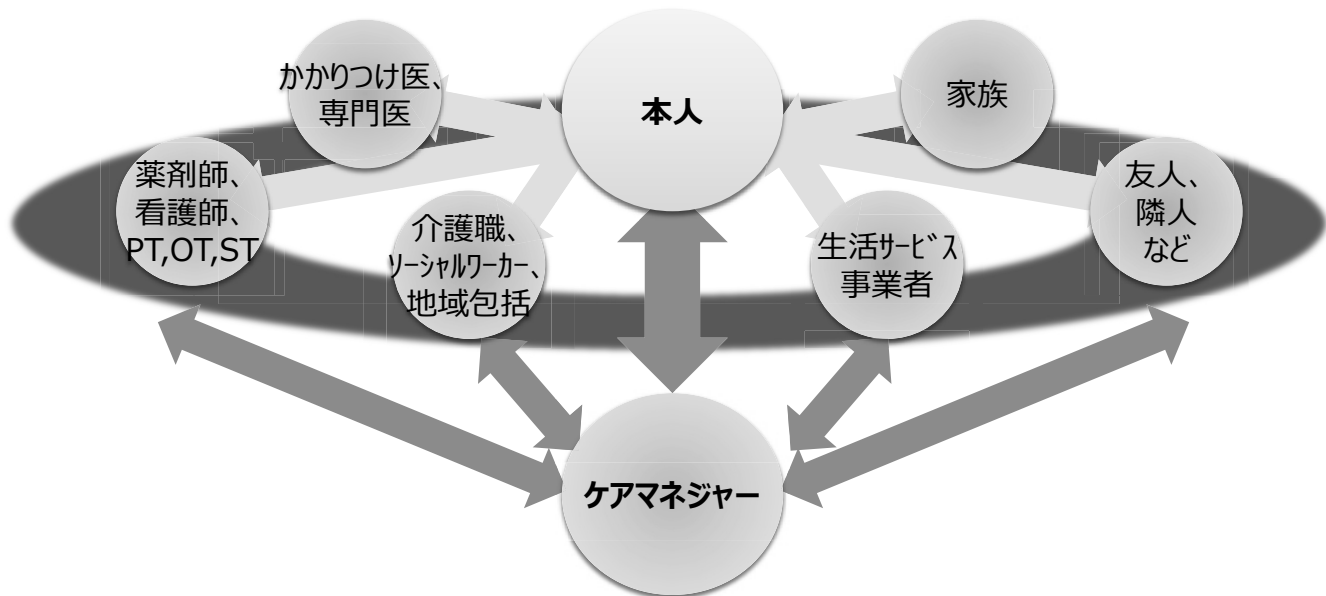 かかりつけ医、
専門医
本人
家族
薬剤師、
看護師、
PT,OT,ST
介護職、
ｿｰｼｬﾙﾜｰｶｰ、
地域包括
生活ｻｰﾋﾞｽ
事業者
友人、
隣人
など
ケアマネジャー